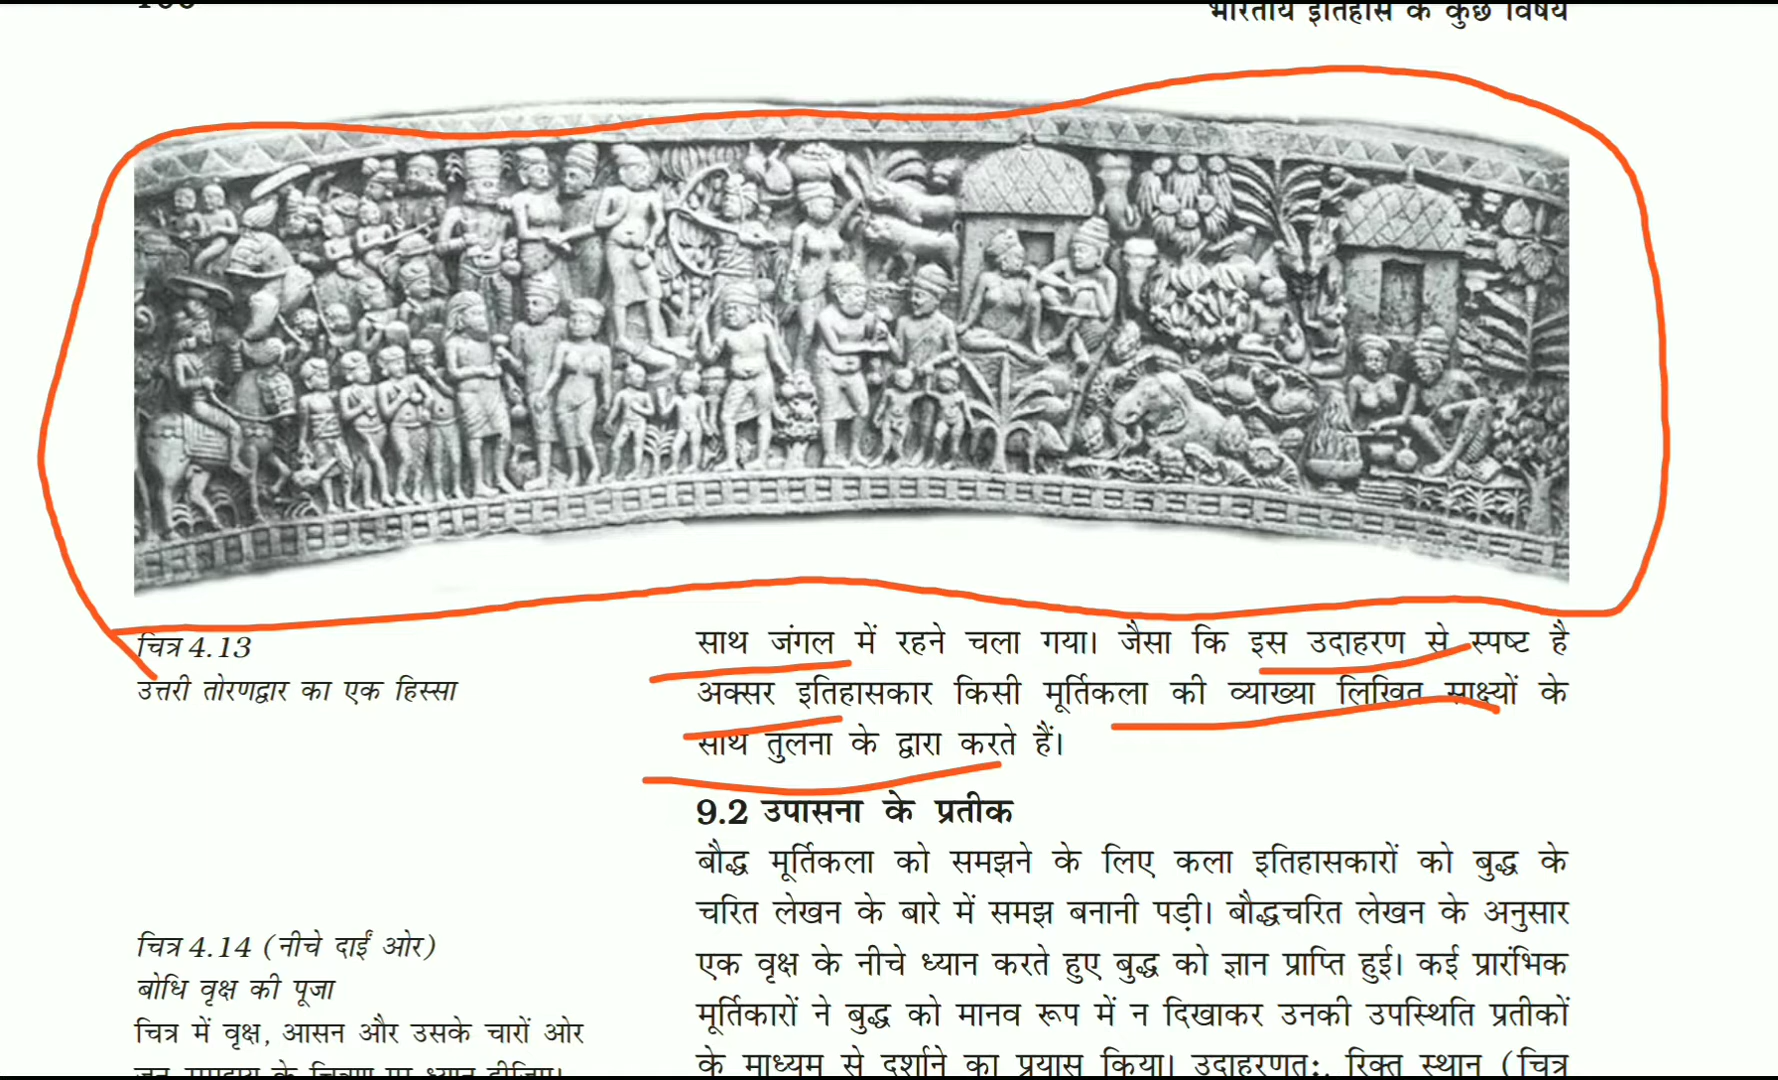 भारतीय इतिहास के कुछ विषय
चित्र 4.13
उत्तरी तोरणद्वार का एक हिस्सा
साथ जंगल में रहने चला गया। जैसा कि इस उदाहरण से स्पष्ट है
अक्सर इतिहासकार किसी मूर्तिकला की व्याख्या लिखित साक्ष्यों के
साथ तुलना के द्वारा करते हैं।
9.2 उपासना के प्रतीक
बौद्ध मूर्तिकला को समझने के लिए कला इतिहासकारों को बुद्ध के
चरित लेखन के बारे में समझ बनानी पड़ी। बौद्धचरित लेखन के अनुसार
एक वृक्ष के नीचे ध्यान करते हुए बुद्ध को ज्ञान प्राप्ति हुई। कई प्रारंभिक
मूर्तिकारों ने बुद्ध को मानव रूप में न दिखाकर उनकी उपस्थिति प्रतीकों
के माध्यम से दर्शाने का प्रयास किया। उदाहरणतः, रिक्त स्थान (चित्र
चित्र 4.14 (नीचे दाईं ओर)
बोधि वृक्ष की पूजा
चित्र में वृक्ष, आसन और उसके चारों ओर